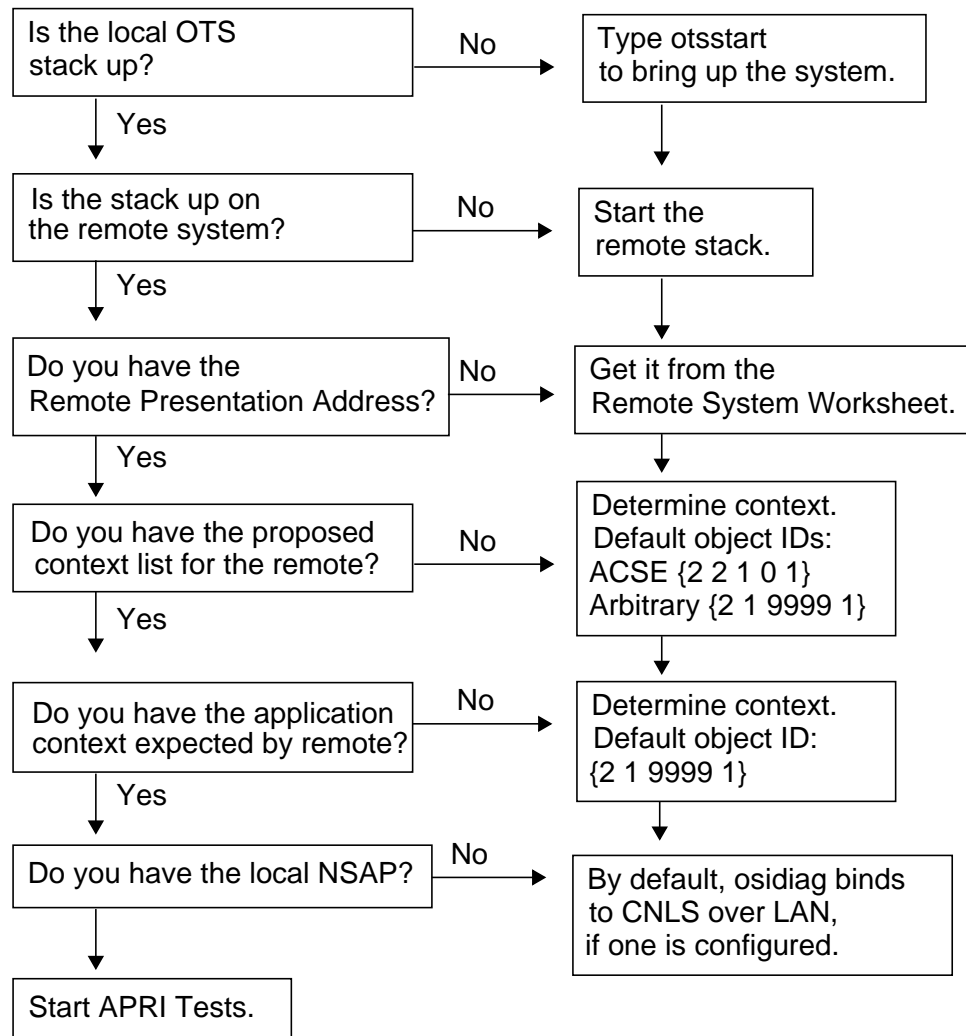 Is the local OTS
stack up?
No
Type otsstart
to bring up the system.
Yes
Is the stack up on
the remote system?
No
Start the
remote stack.
Yes
Do you have the
Remote Presentation Address?
No
Get it from the
Remote System Worksheet.
Yes
Do you have the proposed
context list for the remote?
No
Determine context.
Default object IDs:
ACSE {2 2 1 0 1}
Arbitrary {2 1 9999 1}
Yes
Do you have the application
context expected by remote?
No
Determine context.
Default object ID:
{2 1 9999 1}
Yes
Do you have the local NSAP?
No
By default, osidiag binds
to CNLS over LAN,
if one is configured.
Start APRI Tests.